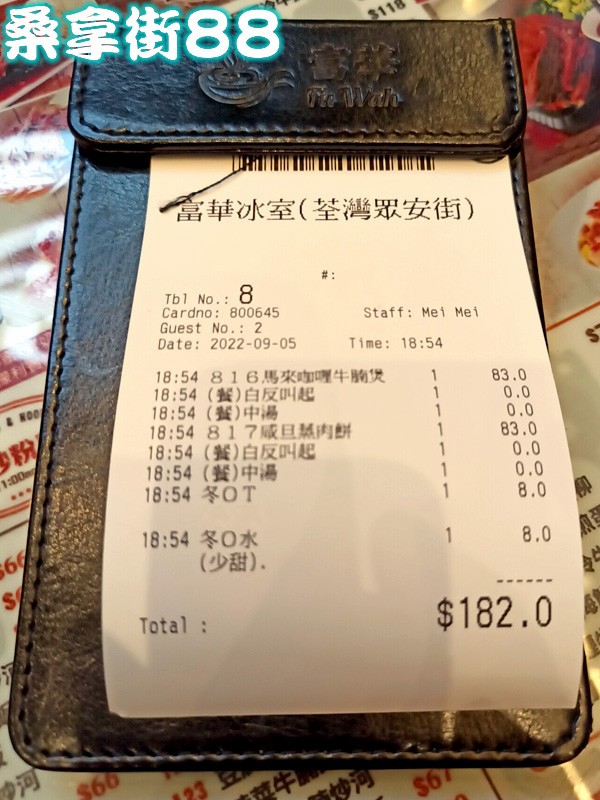 桑拿街88
$118
富華
Fu Wah
富華冰室(荃灣眾安街)
#:
Tbl No.: 8
Cardno: 800645 Staff: Mei Mei
Guest No.: 2
Date: 2022-09-05 Time: 18:54
18:54 816馬來咖喱牛腩煲 1 83.0
18:54 (餐)白反叫起 1 0.0
18:54 (餐)中湯 1 0.0
18:54 817咸旦蒸肉餅 1 83.0
18:54 (餐)白反叫起 1 0.0
18:54 (餐)中湯 1 0.0
18:54 冬OT 1 8.0
18:54 冬O水 1 8.0
(少甜).
------
Total : $182.0
$66
$67